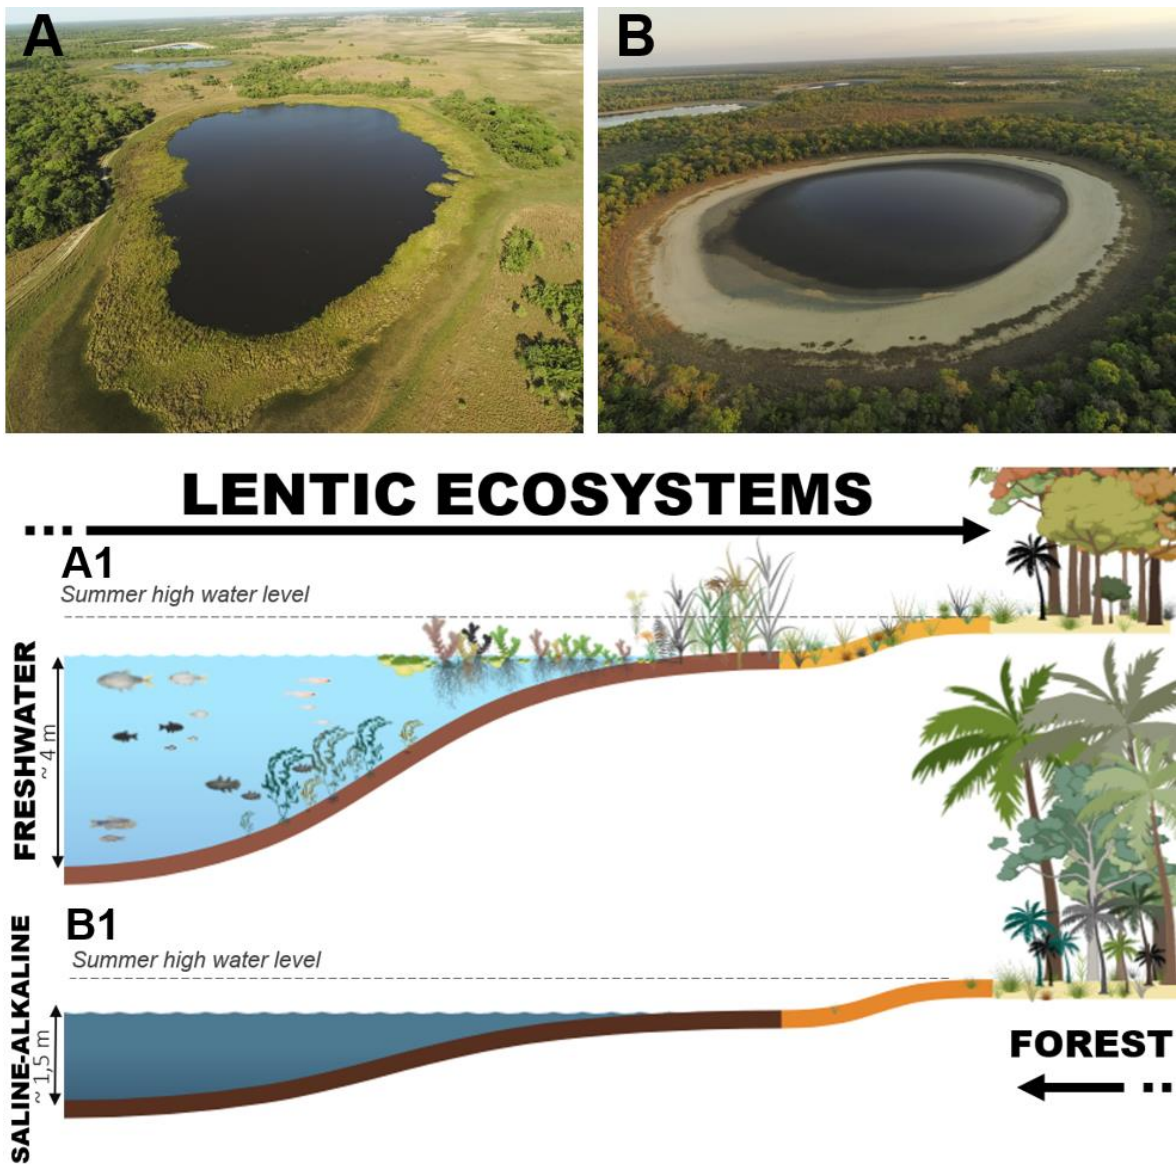 A
B
LENTIC ECOSYSTEMS
A1
Summer high water level
FRESHWATER
~ 4 m
B1
Summer high water level
SALINE-ALKALINE
~ 1,5 m
FOREST